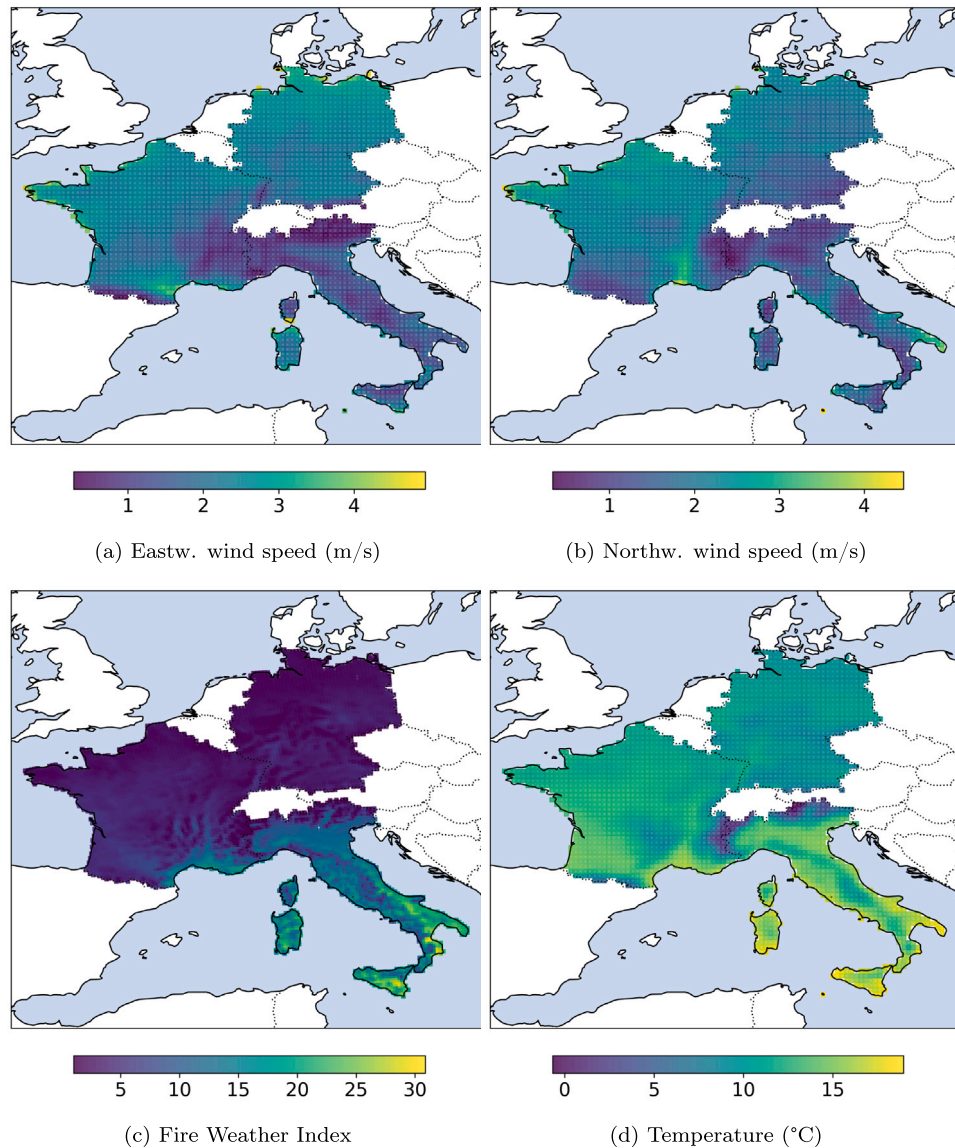 1 2 3 4
1 2 3 4
(a) Eastw. wind speed (m/s)
(b) Northw. wind speed (m/s)
5 10 15 20 25 30
0 5 10 15
(c) Fire Weather Index
(d) Temperature (°C)